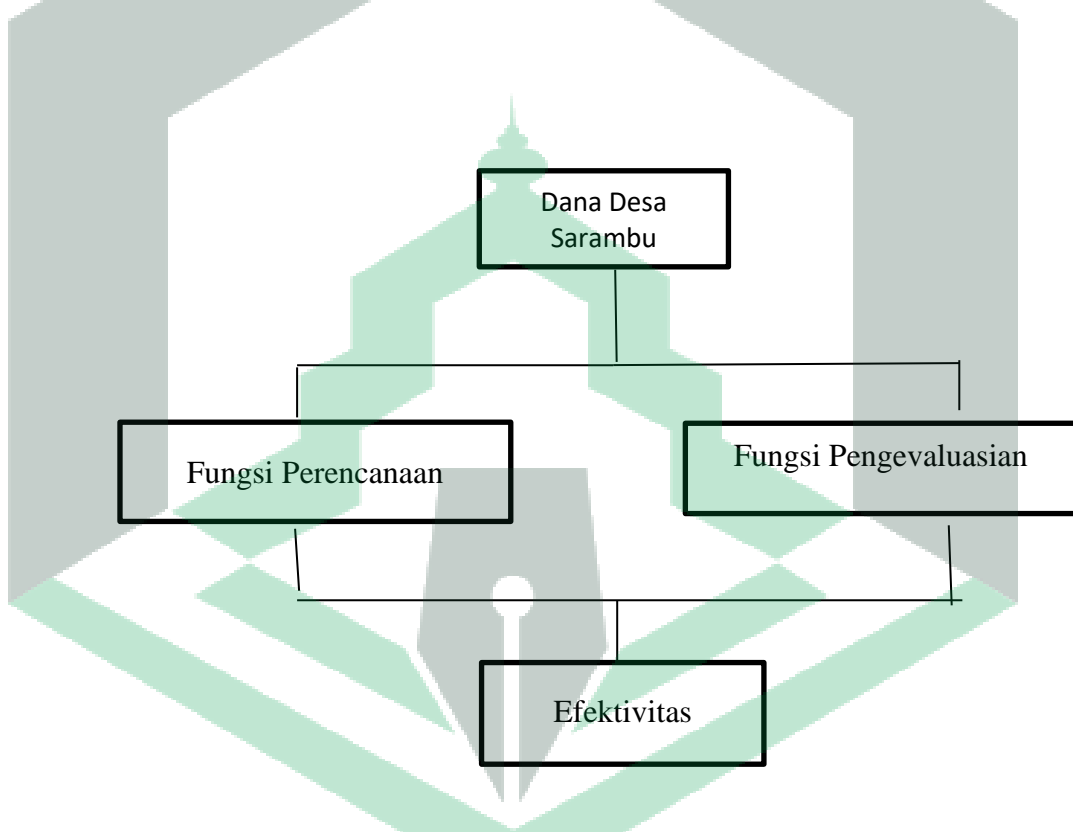 Dana Desa
Sarambu
Fungsi Perencanaan
Fungsi Pengevaluasian
Efektivitas